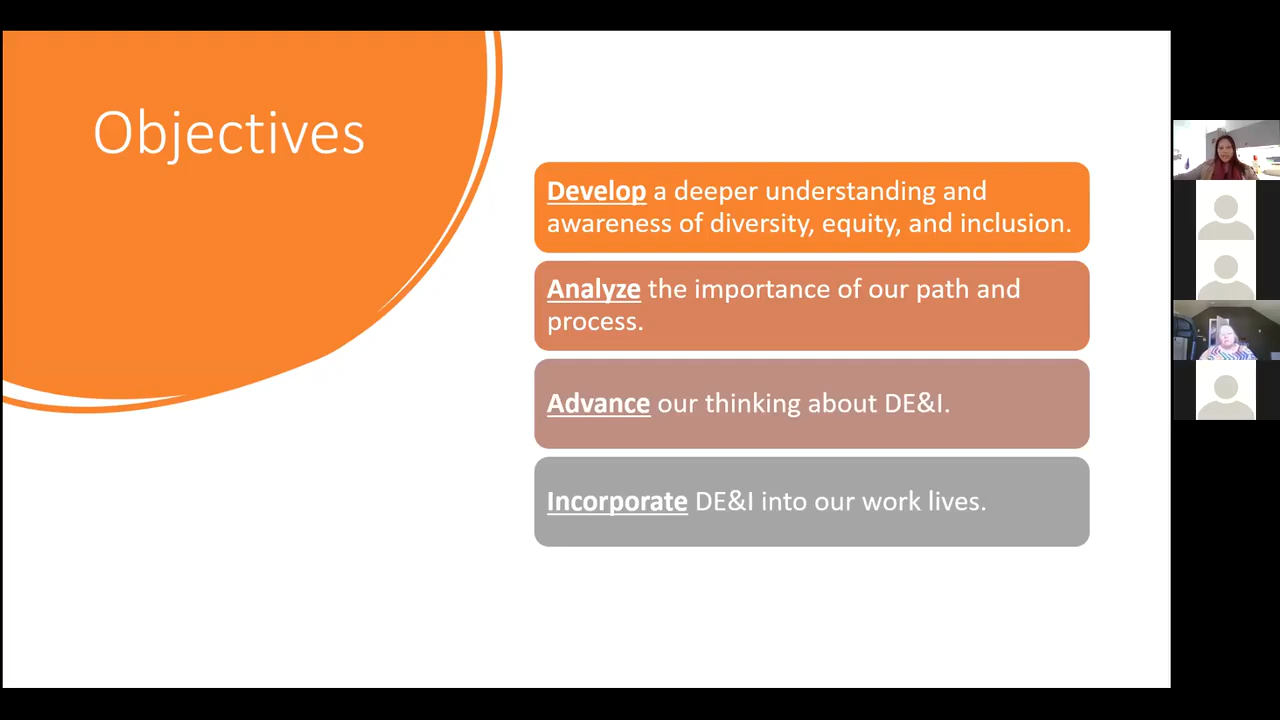 Objectives
Develop a deeper understanding and
awareness of diversity, equity, and inclusion.
Analyze the importance of our path and
process.
Advance our thinking about DE&I.
Incorporate DE&I into our work lives.